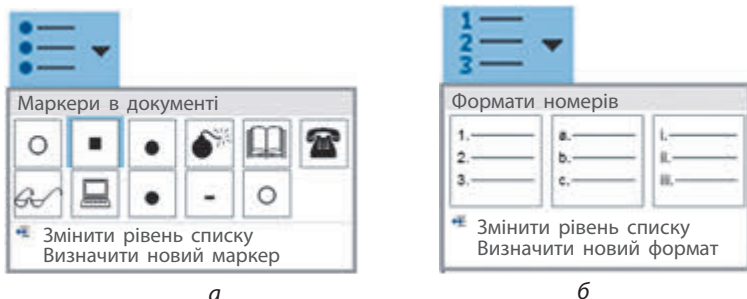 Маркери в документі
Змінити рівень списку
Визначити новий маркер
а
1
2
3
Формати номерів
1.
2.
3.
a.
b.
c.
i.
ii.
iii.
Змінити рівень списку
Визначити новий формат
б